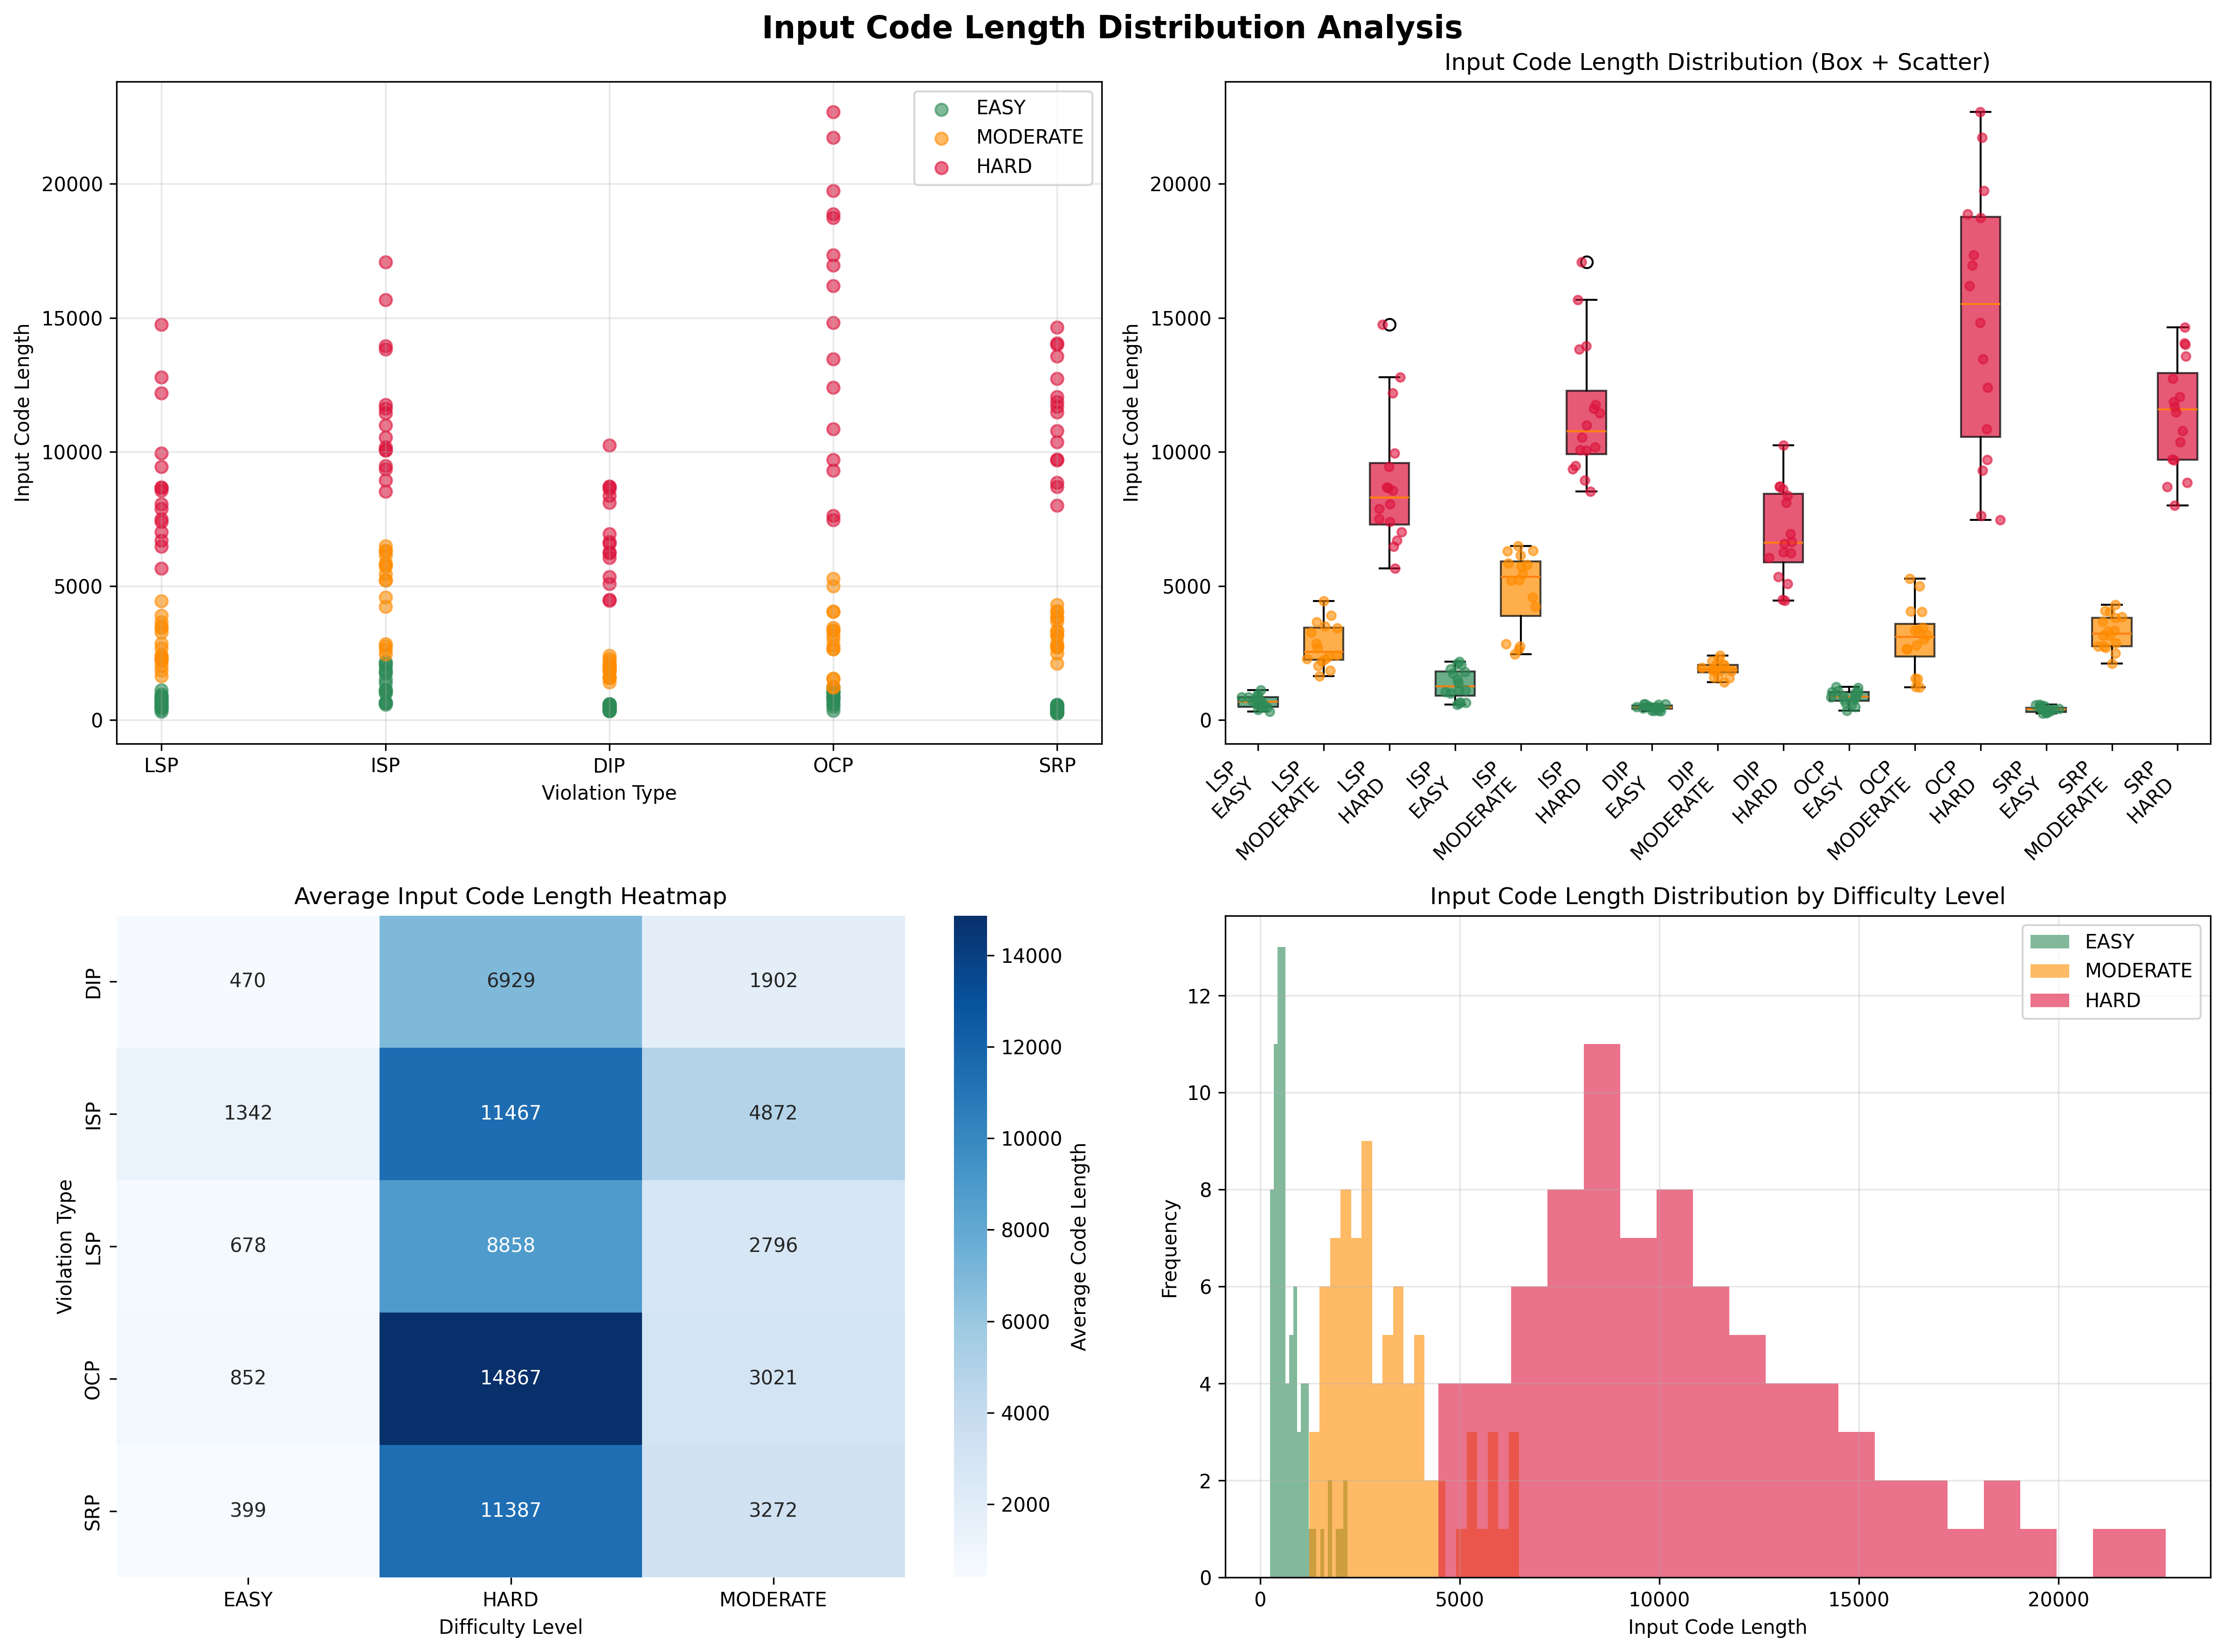 Input Code Length Distribution Analysis
EASY
MODERATE
HARD
20000
15000
10000
5000
0
Input Code Length
LSP
ISP
DIP
OCP
SRP
Violation Type
Input Code Length Distribution (Box + Scatter)
20000
15000
10000
5000
0
Input Code Length
LSP
EASY
LSP
MODERATE
LSP
HARD
ISP
EASY
ISP
MODERATE
ISP
HARD
DIP
EASY
DIP
MODERATE
DIP
HARD
OCP
EASY
OCP
MODERATE
OCP
HARD
SRP
EASY
SRP
MODERATE
SRP
HARD
Average Input Code Length Heatmap
Violation Type
DIP
470
6929
1902
ISP
1342
11467
4872
LSP
678
8858
2796
OCP
852
14867
3021
SRP
399
11387
3272
EASY
HARD
MODERATE
Difficulty Level
14000
12000
10000
8000
6000
4000
2000
Average Code Length
Input Code Length Distribution by Difficulty Level
EASY
MODERATE
HARD
12
10
8
6
4
2
0
Frequency
0
5000
10000
15000
20000
Input Code Length